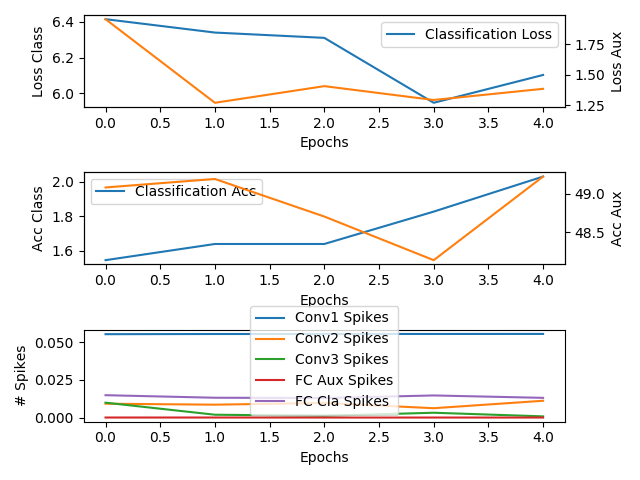 6.4
6.2
6.0
Loss Class
Classification Loss
1.75
1.50
1.25
Loss Aux
0.0 0.5 1.0 1.5 2.0 2.5 3.0 3.5 4.0
Epochs
2.0
1.8
1.6
Acc Class
Classification Acc
49.0
48.5
Acc Aux
0.0 0.5 1.0 1.5 2.0 2.5 3.0 3.5 4.0
Epochs
0.050
0.025
0.000
# Spikes
Conv1 Spikes
Conv2 Spikes
Conv3 Spikes
FC Aux Spikes
FC Cla Spikes
0.0 0.5 1.0 1.5 2.0 2.5 3.0 3.5 4.0
Epochs